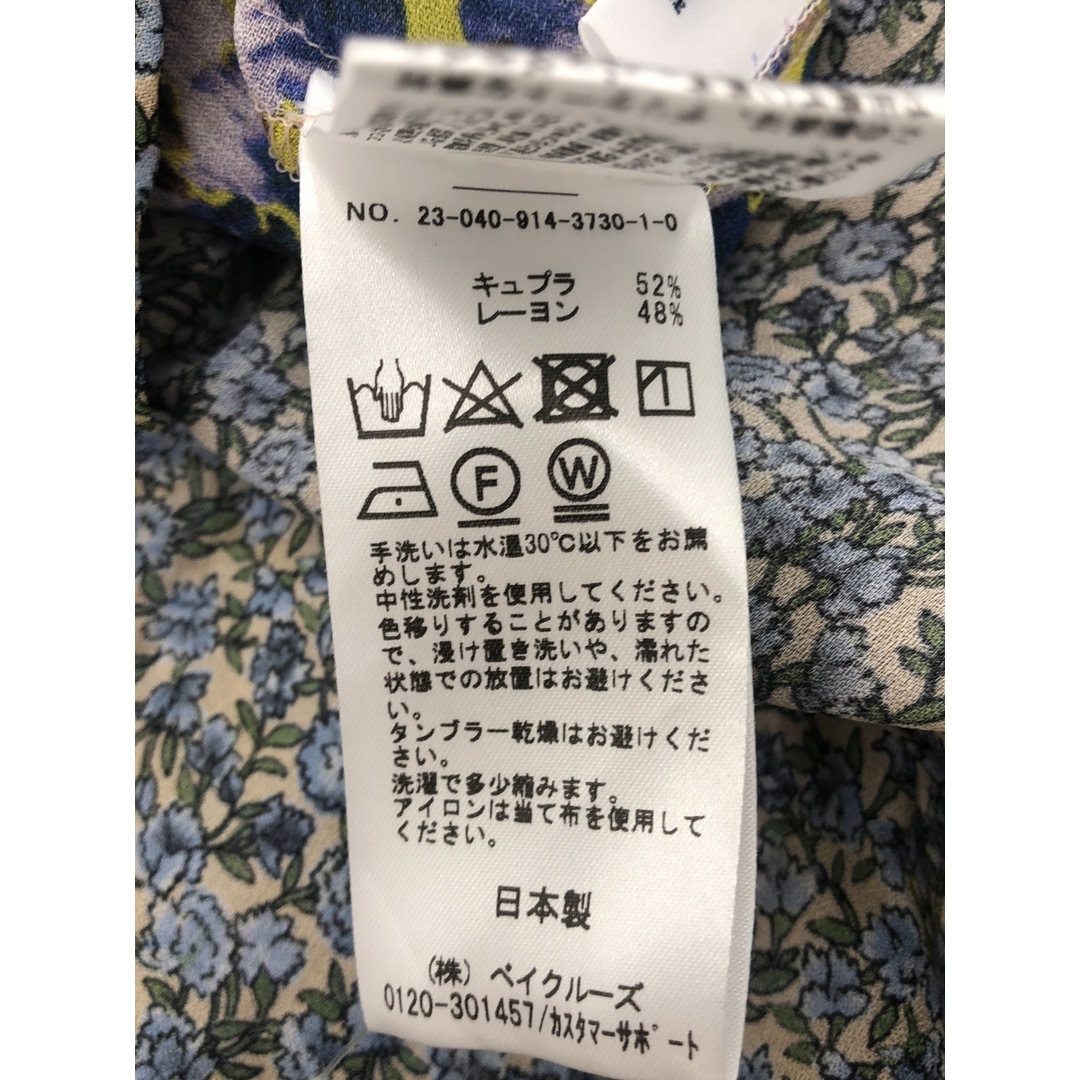 NO. 23-040-914-3730-1-0
キュプラ 52%
レーヨン 48%
F W
手洗いは水温30℃以下をお薦
めします。
中性洗剤を使用してください。
色移りすることがありますの
で、浸け置き洗いや、濡れた
状態での放置はお避けくださ
い。
タンブラー乾燥はお避けくだ
さい。
洗濯で多少縮みます。
アイロンは当て布を使用して
ください。
日本製
(株) ベイクルーズ
0120-301457/カスタマーサポート